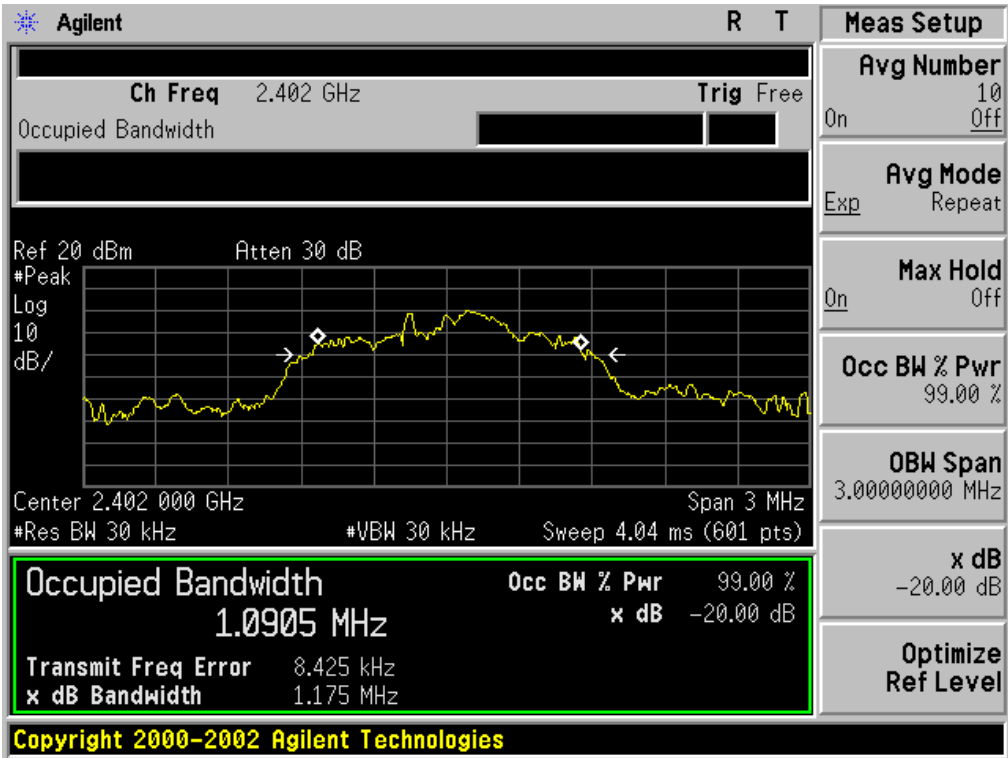 Agilent R T
Meas Setup
Ch Freq 2.402 GHz Trig Free
Occupied Bandwidth
Avg Number
10
On Off
Avg Mode
Exp Repeat
Max Hold
On Off
Occ BW % Pwr
99.00 %
OBW Span
3.00000000 MHz
x dB
-20.00 dB
Optimize
Ref Level
Ref 20 dBm Atten 30 dB
#Peak
Log
10
dB/
Center 2.402 000 GHz Span 3 MHz
#Res BW 30 kHz #VBW 30 kHz Sweep 4.04 ms (601 pts)
Occupied Bandwidth Occ BW % Pwr 99.00 %
1.0905 MHz x dB -20.00 dB
Transmit Freq Error 8.425 kHz
x dB Bandwidth 1.175 MHz
Copyright 2000-2002 Agilent Technologies